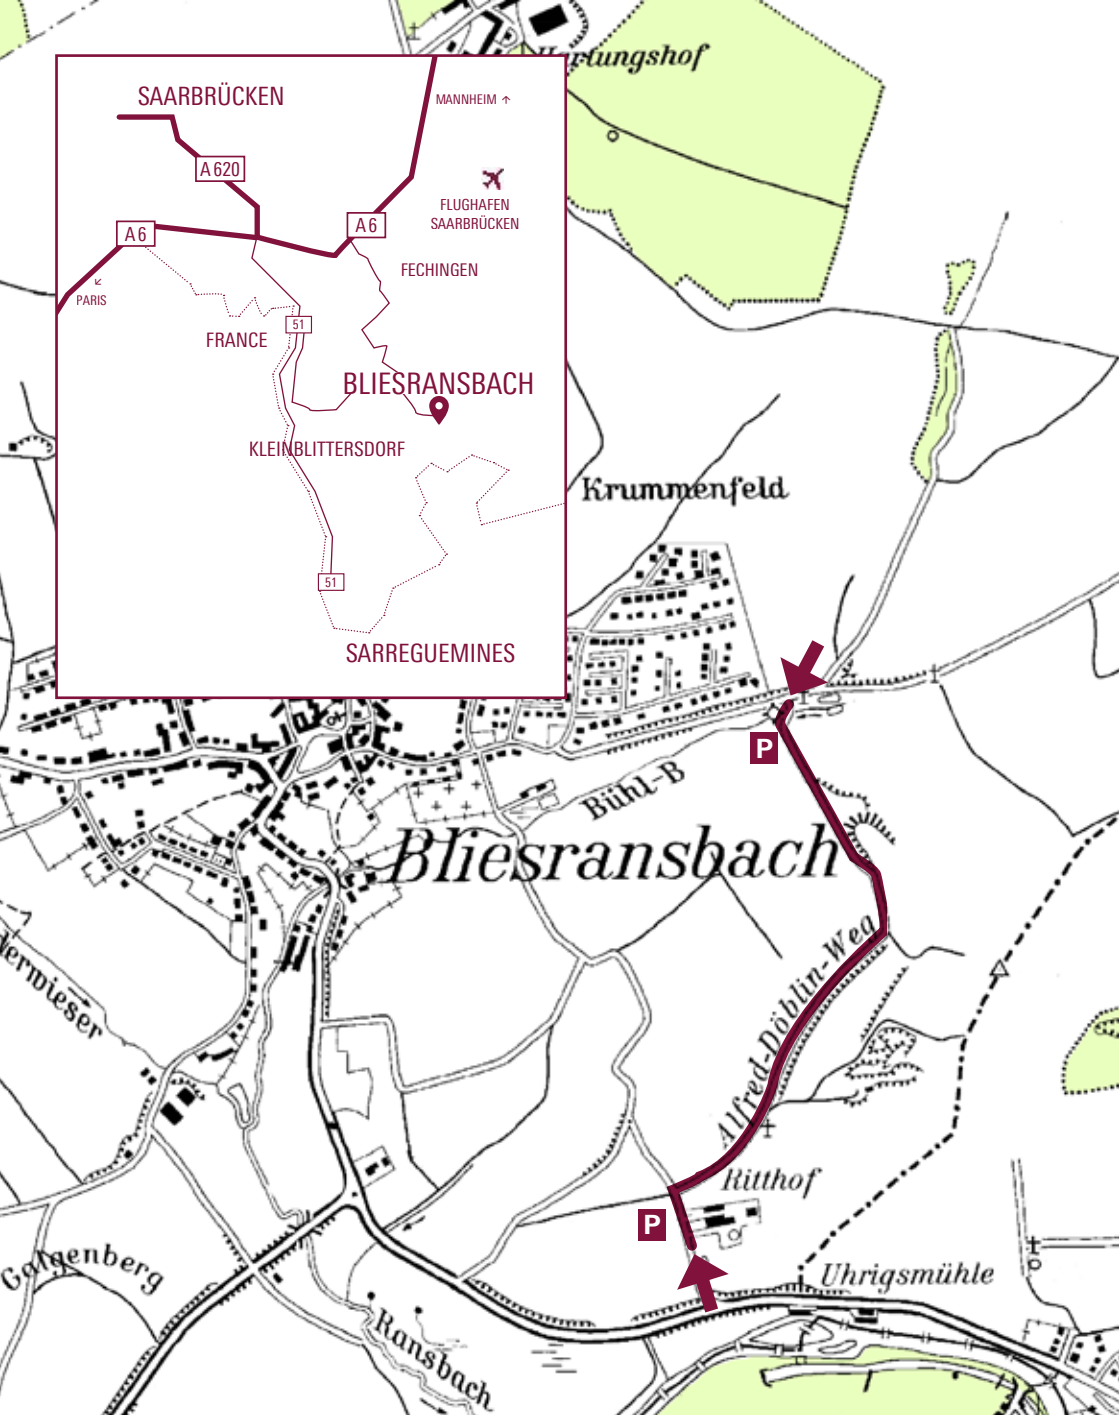 Hartungshof
SAARBRÜCKEN
MANNHEIM ↑
A 620
FLUGHAFEN
SAARBRÜCKEN
A 6
A 6
FECHINGEN
↙
PARIS
51
FRANCE
BLIESRANSBACH
KLEINBLITTERSDORF
51
SARREGUEMINES
Krummenfeld
P
Bühl-B
Bliesransbach
Alfred-Döblin-Weg
derwieser
Ritthof
P
Galgenberg
Uhrigsmühle
Ransbach